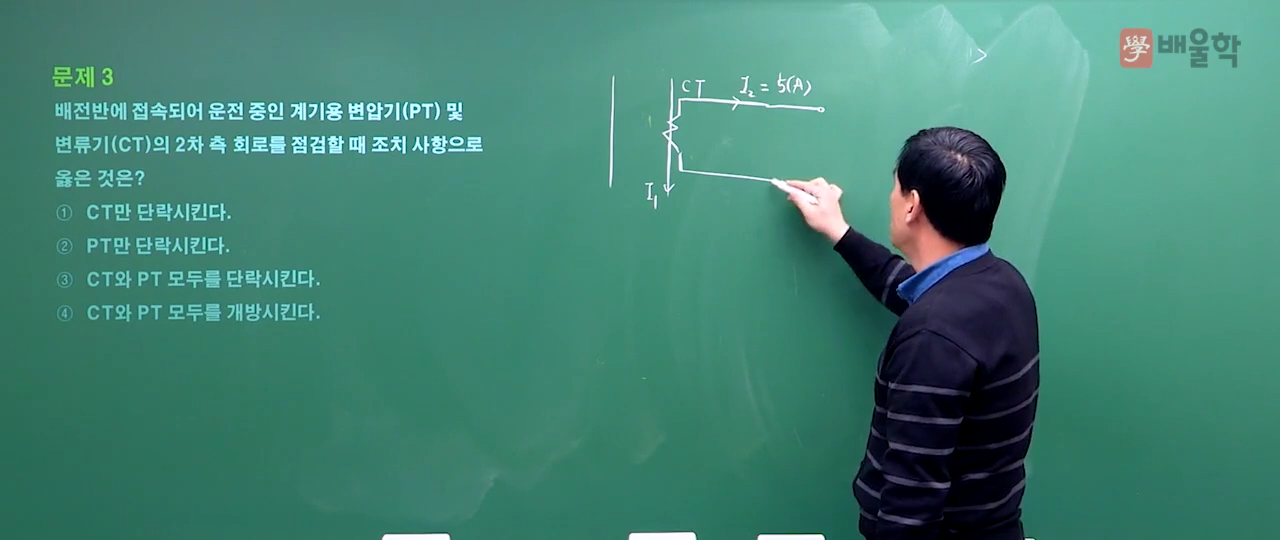 學 배울학
문제 3
배전반에 접속되어 운전 중인 계기용 변압기(PT) 및
변류기(CT)의 2차 측 회로를 점검할 때 조치 사항으로
옳은 것은?
① CT만 단락시킨다.
② PT만 단락시킨다.
③ CT와 PT 모두를 단락시킨다.
④ CT와 PT 모두를 개방시킨다.
CT I₂ = 5(A)
I₁